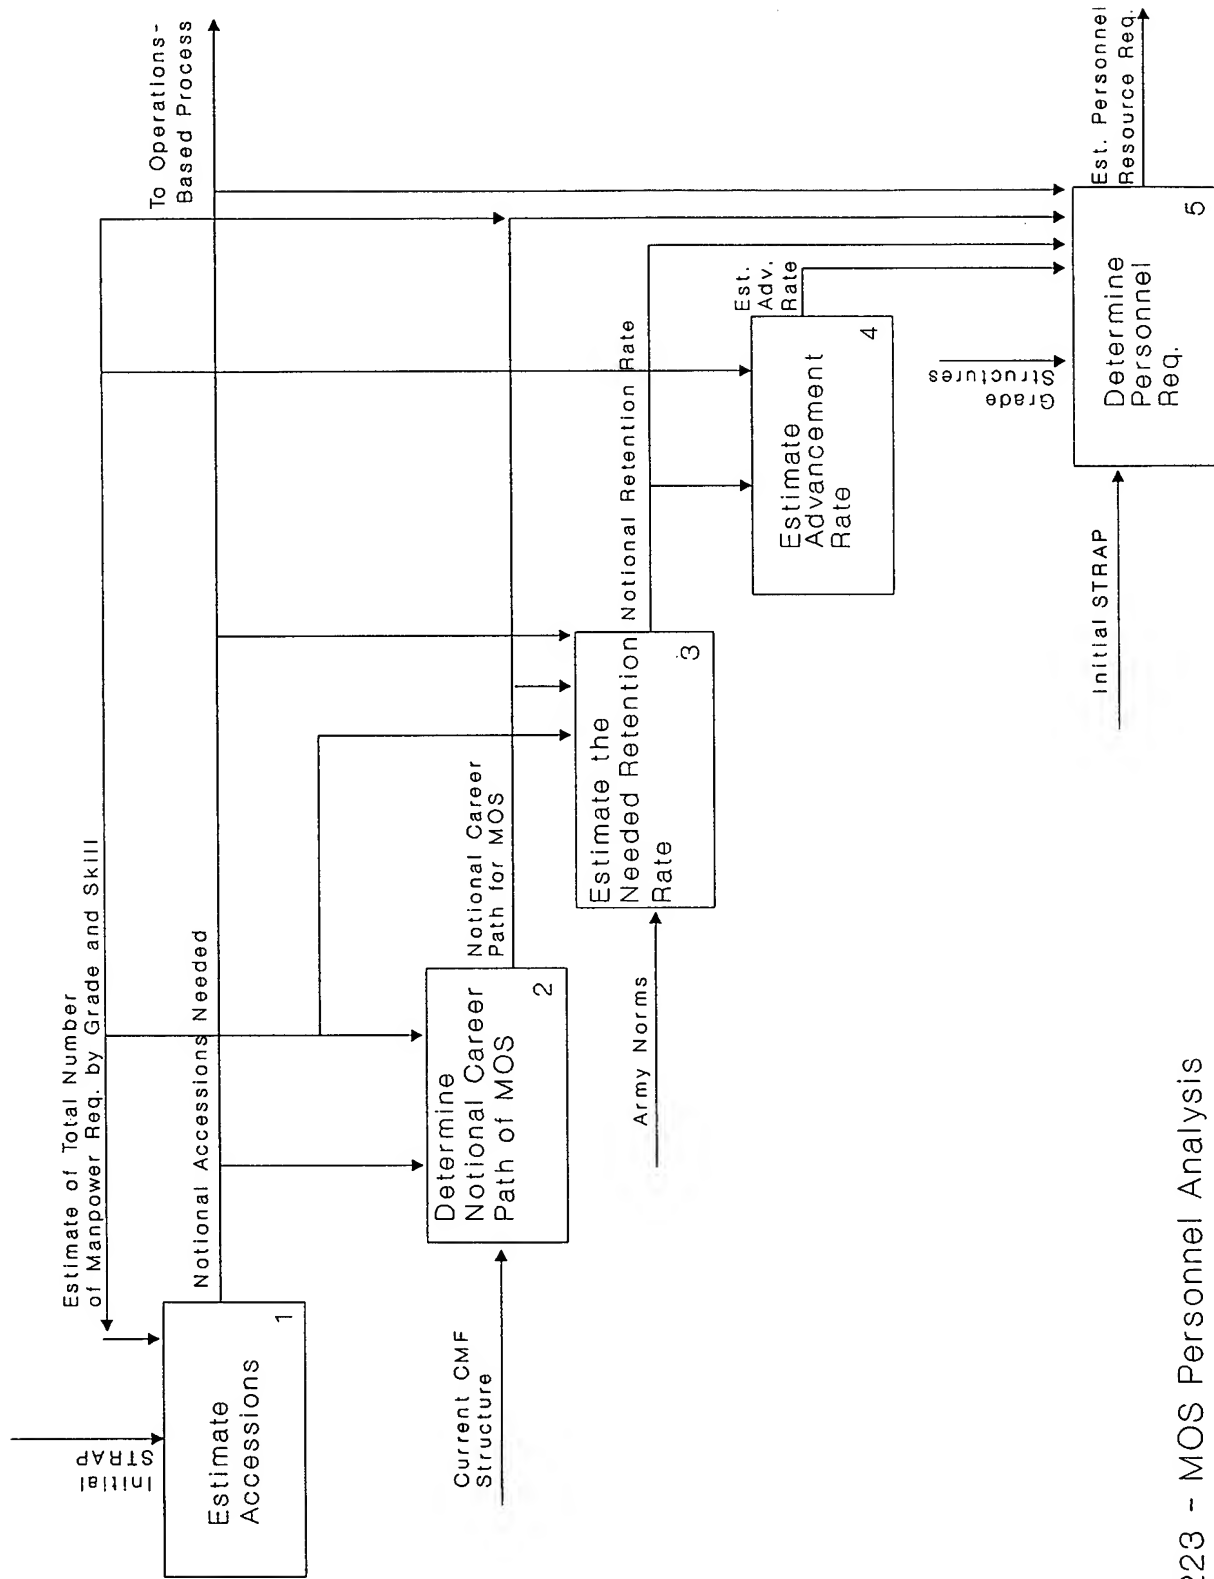 Initial
STRAP
Estimate of Total Number
of Manpower Req. by Grade and Skill
To Operations-
Based Process
Notional Accessions Needed
Estimate
Accessions
1
Current CMF
Structure
Determine
Notional Career
Path of MOS
2
Notional Career
Path for MOS
Army Norms
Estimate the
Needed Retention
Rate
3
Notional Retention Rate
Estimate
Advancement
Rate
4
Est.
Adv.
Rate
Grade
Structures
Initial STRAP
Determine
Personnel
Req.
5
Est. Personnel
Resource Req.
223 - MOS Personnel Analysis